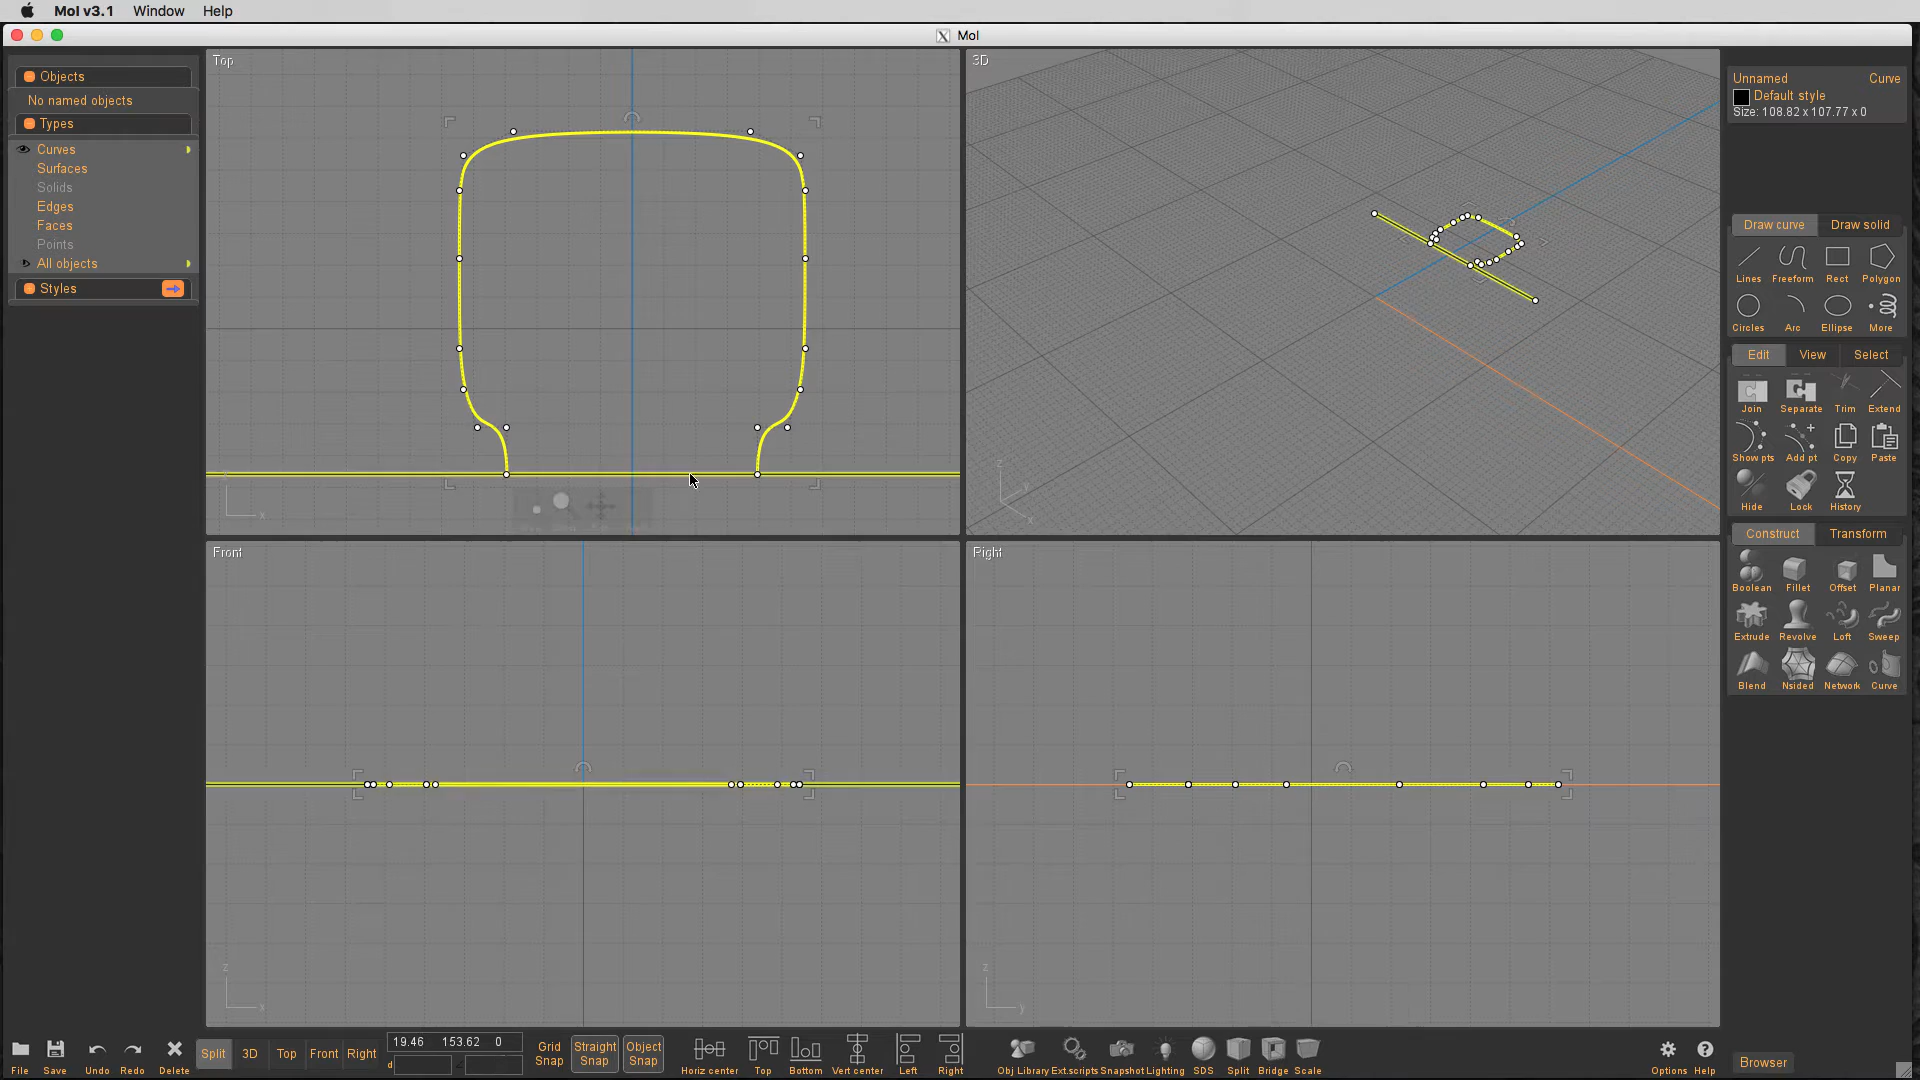 MoI v3.1 Window Help
MoI
Objects
No named objects
Types
Curves
Surfaces
Solids
Edges
Faces
Points
All objects
Styles
Top
3D
Front
Right
z
x
z
y
x
z
x
z
y
Unnamed Curve
Default style
Size: 108.82 x 107.77 x 0
Draw curve Draw solid
Lines Freeform Rect Polygon
Circles Arc Ellipse More
Edit View Select
Join Separate Trim Extend
Show pts Add pt Copy Paste
Hide Lock History
Construct Transform
Boolean Fillet Offset Planar
Extrude Revolve Loft Sweep
Blend Nsided Network Curve
File Save Undo Redo Delete
Split 3D Top Front Right
19.46 153.62 0
d
Grid Snap
Straight Snap
Object Snap
Horiz center Top Bottom Vert center Left Right
Obj Library Ext.scripts Snapshot Lighting SDS Split Bridge Scale
Options Help
Browser